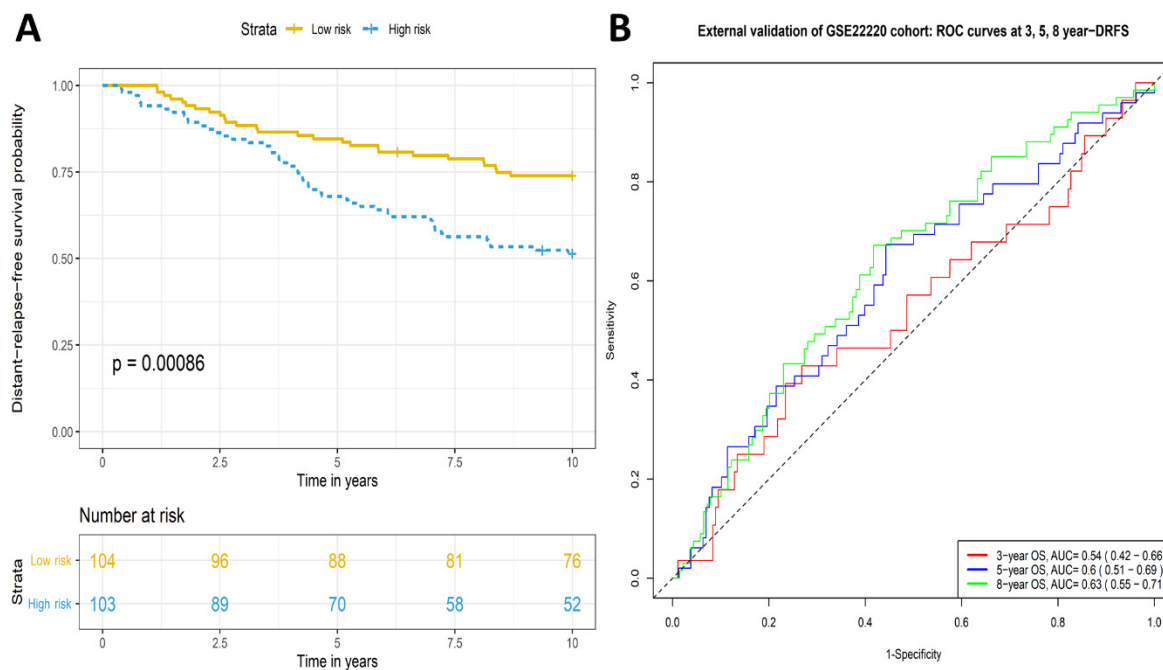 A
Strata Low risk High risk
Distant−relapse−free survival probability
1.00
0.75
0.50
0.25
0.00
p = 0.00086
0 2.5 5 7.5 10
Time in years
Number at risk
Strata
Low risk 104 96 88 81 76
High risk 103 89 70 58 52
0 2.5 5 7.5 10
Time in years
B
External validation of GSE22220 cohort: ROC curves at 3, 5, 8 year−DRFS
Sensitivity
1.0
0.8
0.6
0.4
0.2
0.0
3-year OS, AUC= 0.54 ( 0.42 − 0.66
5-year OS, AUC= 0.6 ( 0.51 − 0.69 )
8-year OS, AUC= 0.63 ( 0.55 − 0.71
0.0 0.2 0.4 0.6 0.8 1.0
1-Specificity